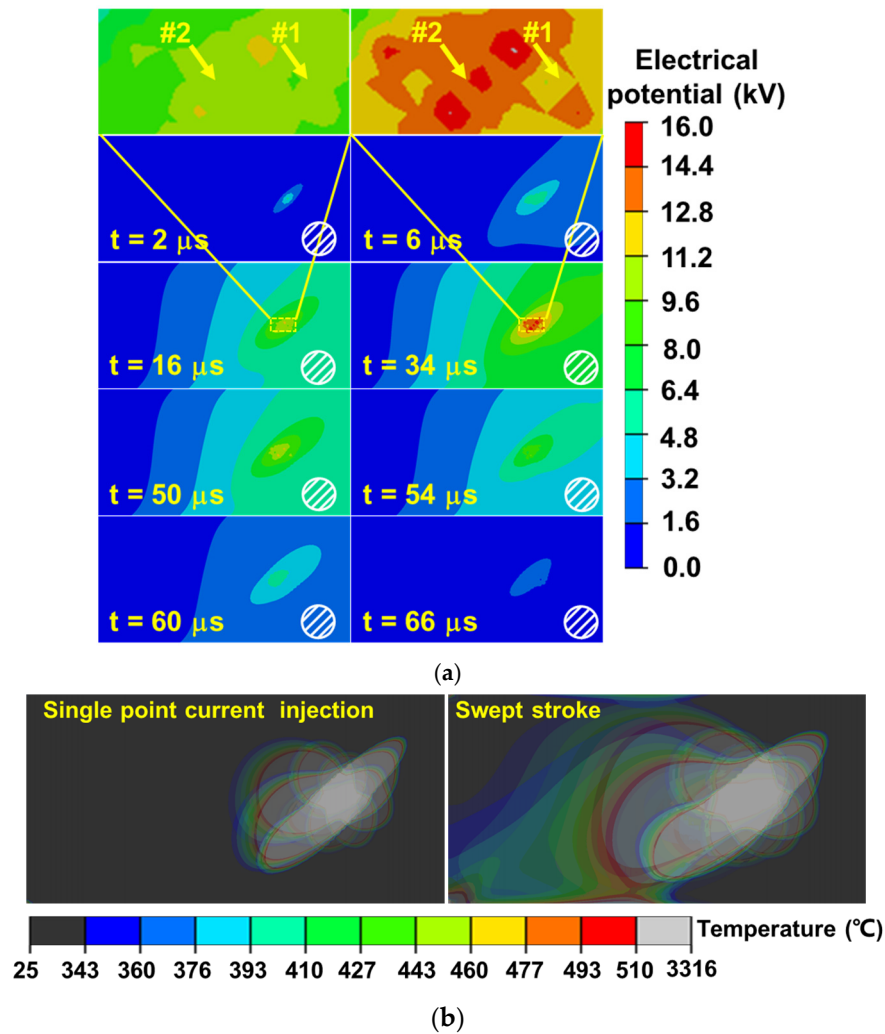 #2 #1 #2 #1
Electrical
potential (kV)
16.0
14.4
12.8
11.2
9.6
8.0
6.4
4.8
3.2
1.6
0.0
t = 2 μs t = 6 μs
t = 16 μs t = 34 μs
t = 50 μs t = 54 μs
t = 60 μs t = 66 μs
(a)
Single point current injection Swept stroke
Temperature (℃)
25 343 360 376 393 410 427 443 460 477 493 510 3316
(b)